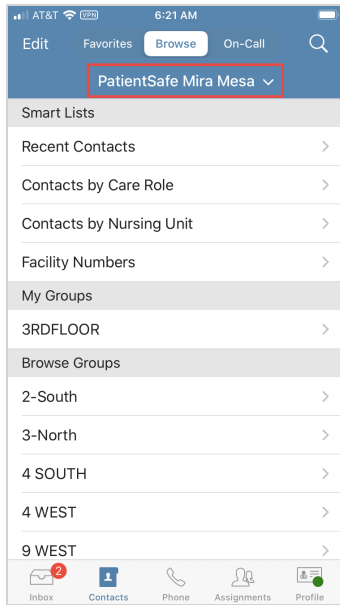 AT&T VPN 6:21 AM
Edit Favorites Browse On-Call
PatientSafe Mira Mesa
Smart Lists
Recent Contacts
Contacts by Care Role
Contacts by Nursing Unit
Facility Numbers
My Groups
3RDFLOOR
Browse Groups
2-South
3-North
4 SOUTH
4 WEST
9 WEST
2
Inbox Contacts Phone Assignments Profile